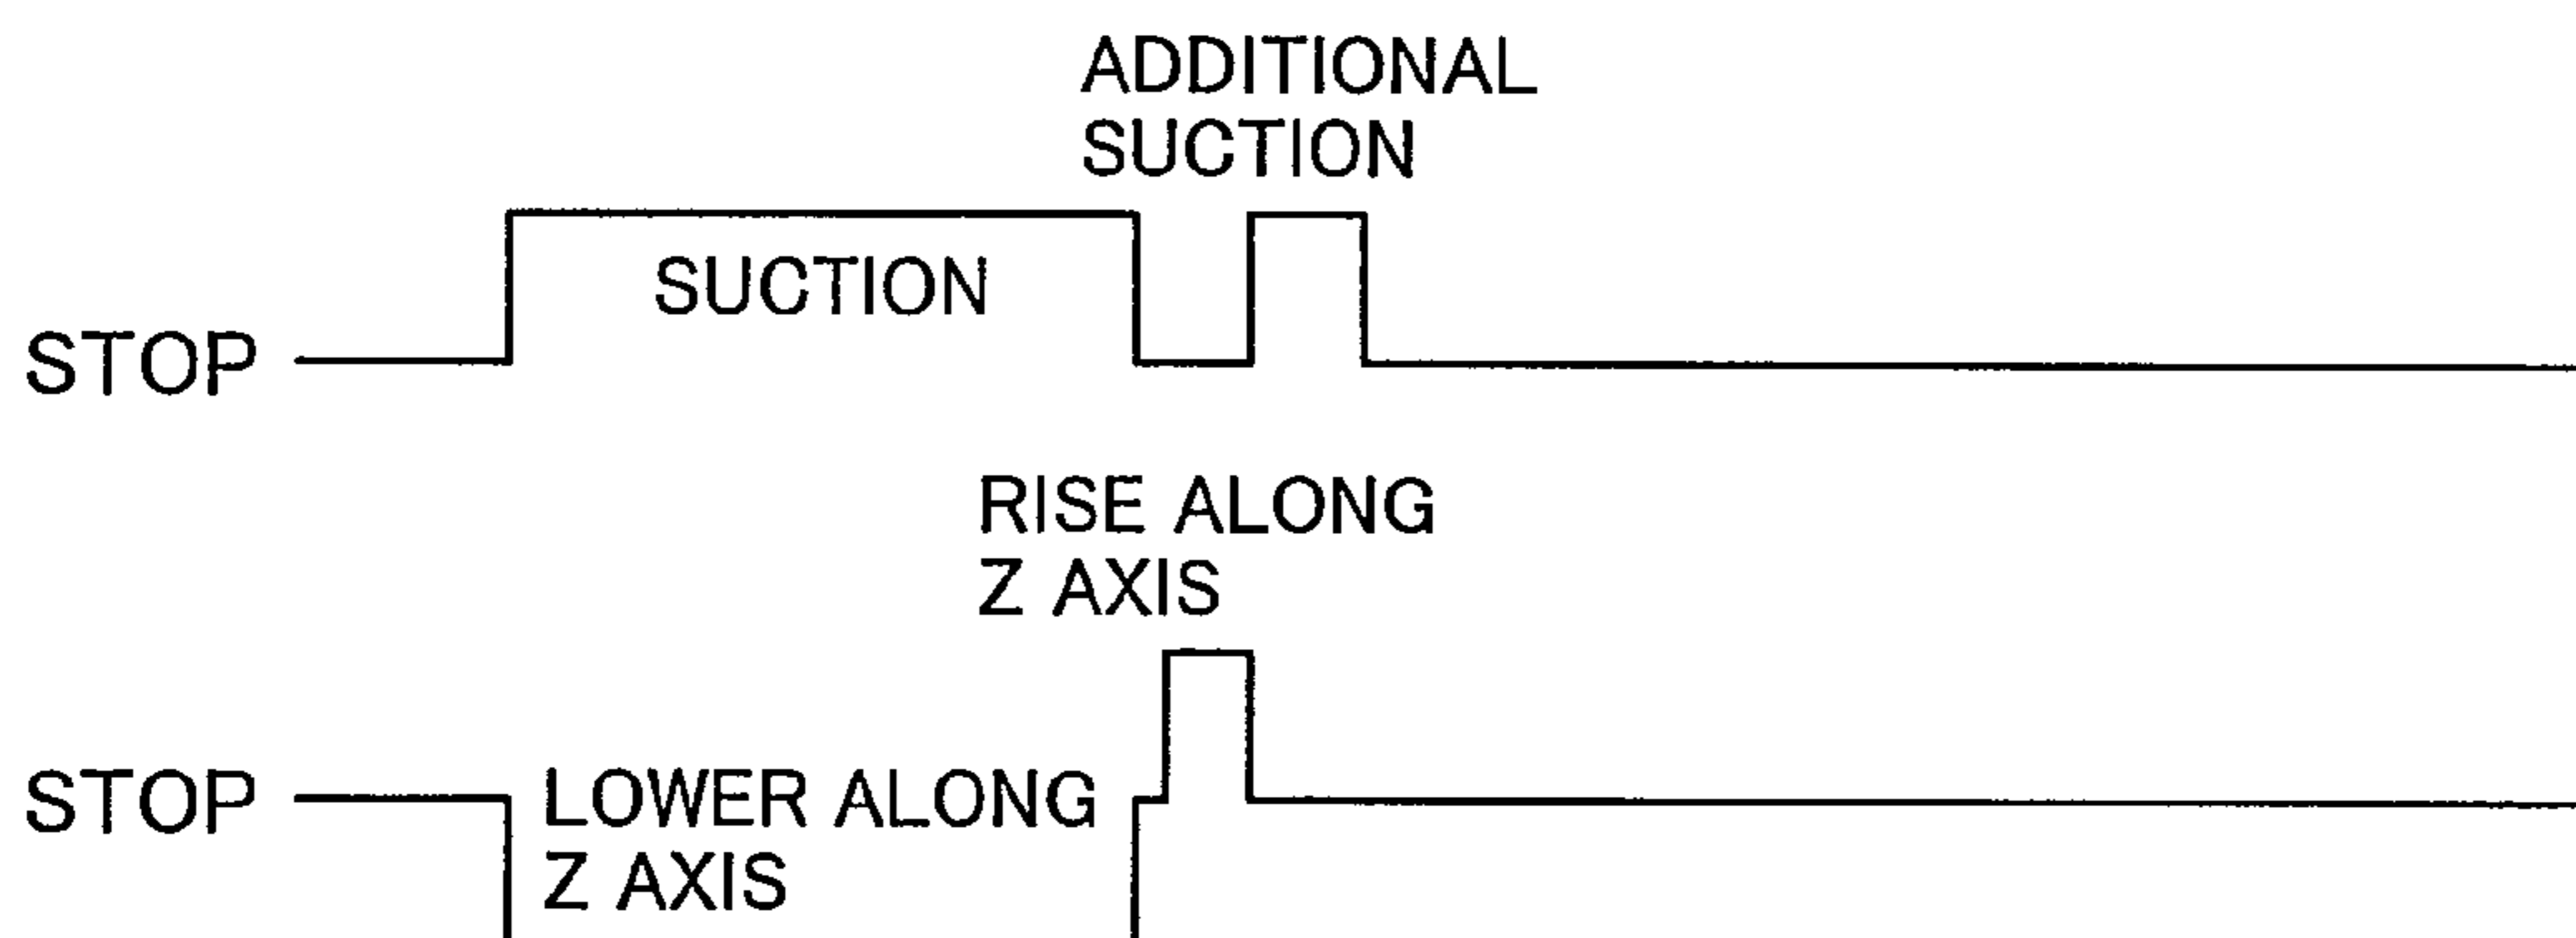 ADDITIONAL
SUCTION
SUCTION
STOP
RISE ALONG
Z AXIS
STOP
LOWER ALONG
Z AXIS